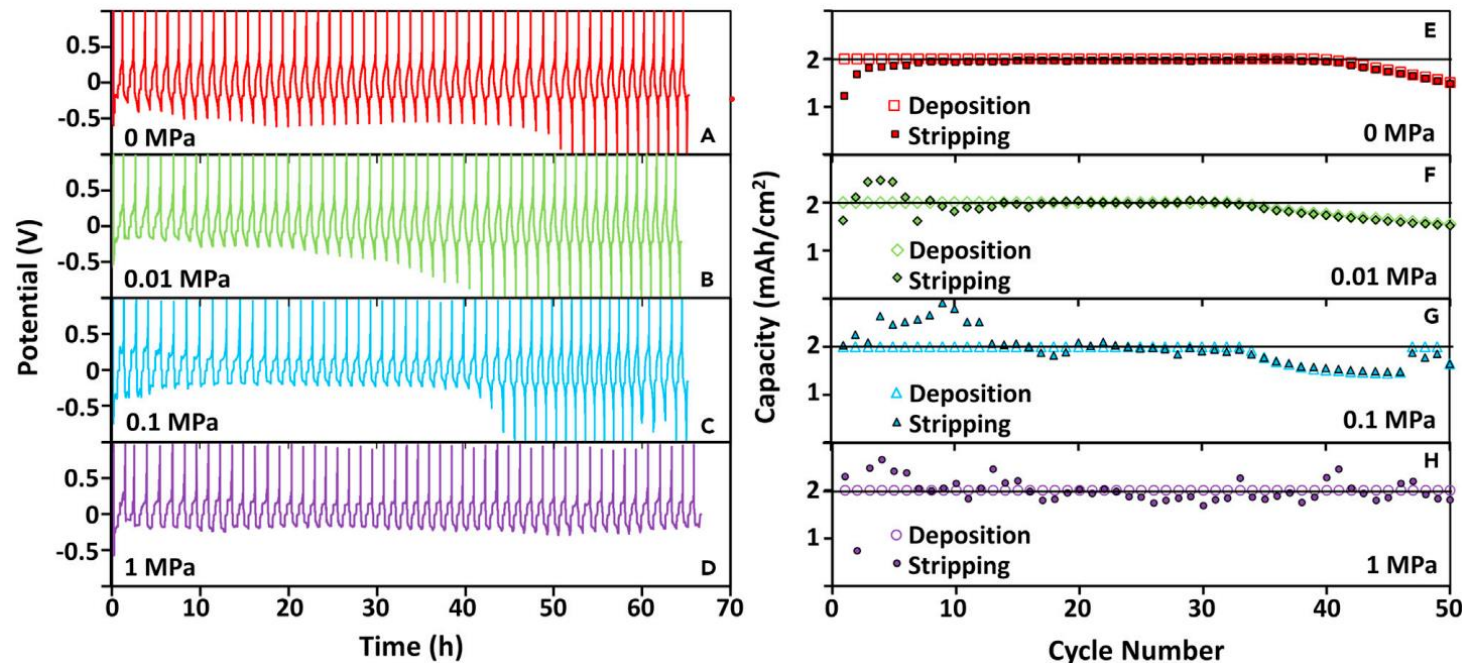 Potential (V)
0.5
0
-0.5
0 MPa
A
0.5
0
-0.5
0.01 MPa
B
0.5
0
-0.5
0.1 MPa
C
0.5
0
-0.5
1 MPa
D
0 10 20 30 40 50 60 70
Time (h)
Capacity (mAh/cm²)
E
2
1
Deposition
Stripping
0 MPa
F
2
1
Deposition
Stripping
0.01 MPa
G
2
1
Deposition
Stripping
0.1 MPa
H
2
1
Deposition
Stripping
1 MPa
0 10 20 30 40 50
Cycle Number